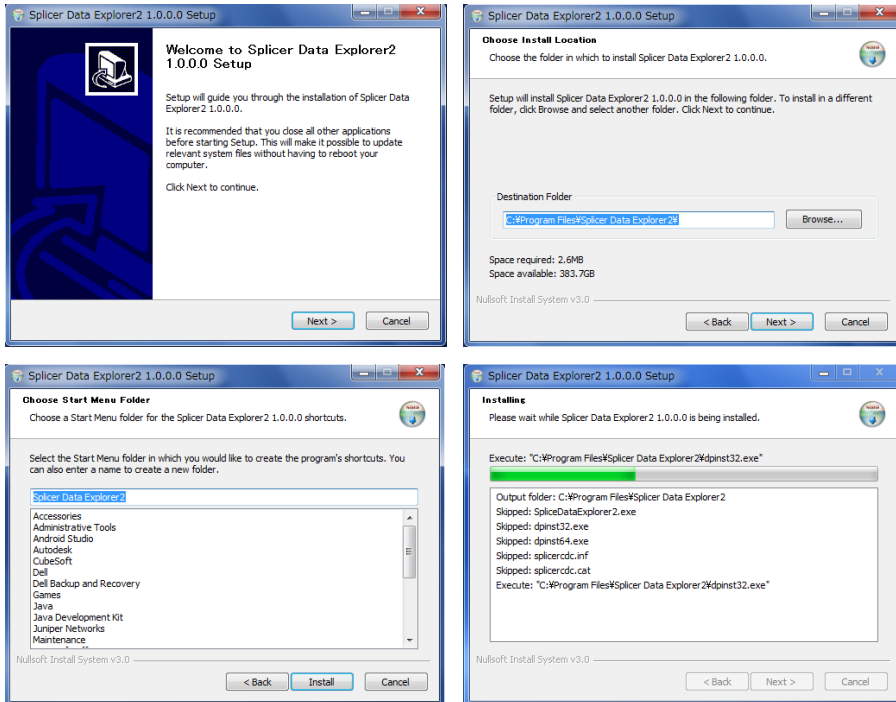 Splicer Data Explorer2 1.0.0.0 Setup
Welcome to Splicer Data Explorer2
1.0.0.0 Setup
Setup will guide you through the installation of Splicer Data
Explorer2 1.0.0.0.
It is recommended that you close all other applications
before starting Setup. This will make it possible to update
relevant system files without having to reboot your
computer.
Click Next to continue.
Next >
Cancel
Splicer Data Explorer2 1.0.0.0 Setup
Choose Install Location
Choose the folder in which to install Splicer Data Explorer2 1.0.0.0.
Setup will install Splicer Data Explorer2 1.0.0.0 in the following folder. To install in a different
folder, click Browse and select another folder. Click Next to continue.
Destination Folder
C:¥Program Files¥Splicer Data Explorer2¥
Browse...
Space required: 2.6MB
Space available: 383.7GB
Nullsoft Install System v3.0
< Back
Next >
Cancel
Splicer Data Explorer2 1.0.0.0 Setup
Choose Start Menu Folder
Choose a Start Menu folder for the Splicer Data Explorer2 1.0.0.0 shortcuts.
Select the Start Menu folder in which you would like to create the program's shortcuts. You
can also enter a name to create a new folder.
Splicer Data Explorer2
Accessories
Administrative Tools
Android Studio
Autodesk
CubeSoft
Dell
Dell Backup and Recovery
Games
Java
Java Development Kit
Juniper Networks
Maintenance
Nullsoft Install System v3.0
< Back
Install
Cancel
Splicer Data Explorer2 1.0.0.0 Setup
Installing
Please wait while Splicer Data Explorer2 1.0.0.0 is being installed.
Execute: "C:¥Program Files¥Splicer Data Explorer2¥dpinst32.exe"
Output folder: C:¥Program Files¥Splicer Data Explorer2
Skipped: SpliceDataExplorer2.exe
Skipped: dpinst32.exe
Skipped: dpinst64.exe
Skipped: splicercdc.inf
Skipped: splicercdc.cat
Execute: "C:¥Program Files¥Splicer Data Explorer2¥dpinst32.exe"
Nullsoft Install System v3.0
< Back
Next >
Cancel